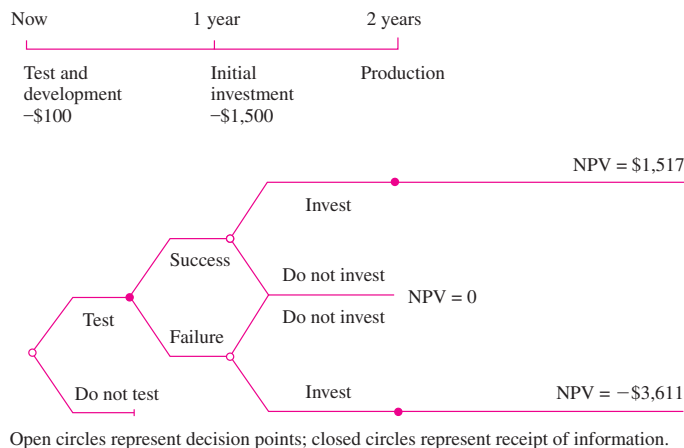 Now 1 year 2 years
Test and development −$100
Initial investment −$1,500
Production
NPV = $1,517
Invest
Success
Do not invest
NPV = 0
Do not invest
Test
Failure
Do not test
Invest
NPV = −$3,611
Open circles represent decision points; closed circles represent receipt of information.